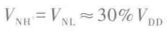 V_NH = V_NL ≈ 30% V_DD